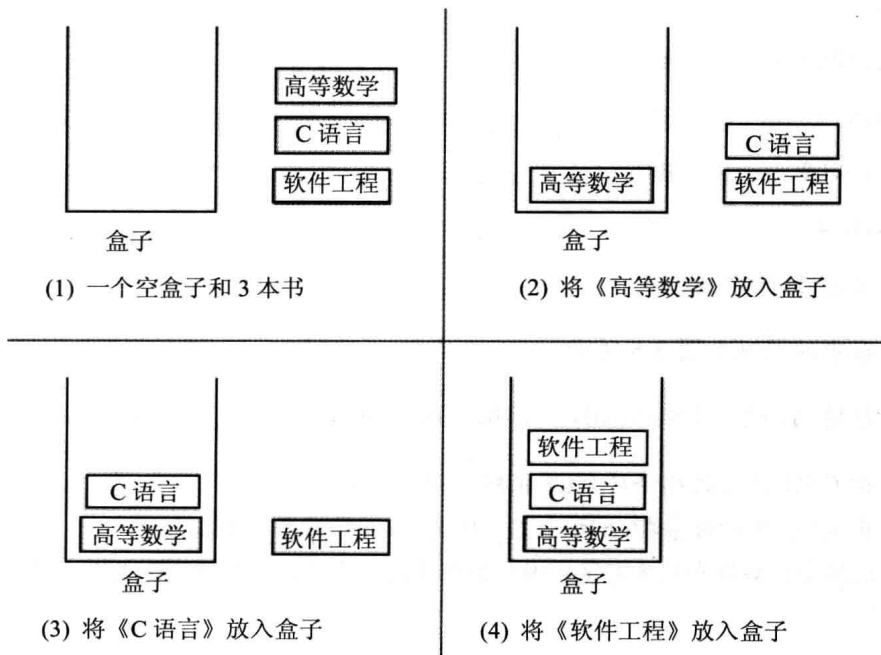 高等数学
C 语言
软件工程
盒子
(1) 一个空盒子和 3 本书
C 语言
高等数学
软件工程
盒子
(2) 将《高等数学》放入盒子
C 语言
高等数学
软件工程
盒子
(3) 将《C 语言》放入盒子
软件工程
C 语言
高等数学
盒子
(4) 将《软件工程》放入盒子